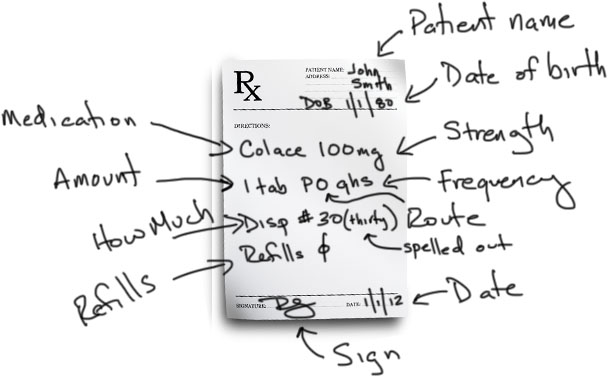 Patient name
Rx
PATIENT NAME: John
ADDRESS Smith
DOB 1/1/80
Date of birth
DIRECTIONS:
Medication
Colace 100mg
Strength
Amount
1 tab PO qhs
Frequency
How Much
Disp # 30 (thirty)
Route
spelled out
Refills
Refills ϕ
SIGNATURE:
DATE: 1/1/12
Date
Sign